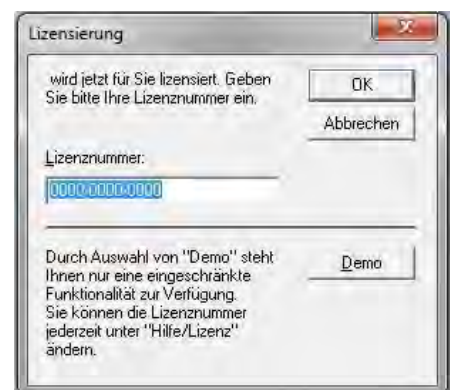 Lizensierung
wird jetzt für Sie lizensiert. Geben
Sie bitte Ihre Lizenznummer ein.
OK
Abbrechen
Lizenznummer:
0000-0000-0000
Durch Auswahl von "Demo" steht
Ihnen nur eine eingeschränkte
Funktionalität zur Verfügung.
Sie können die Lizenznummer
jederzeit unter "Hilfe/Lizenz"
ändern.
Demo